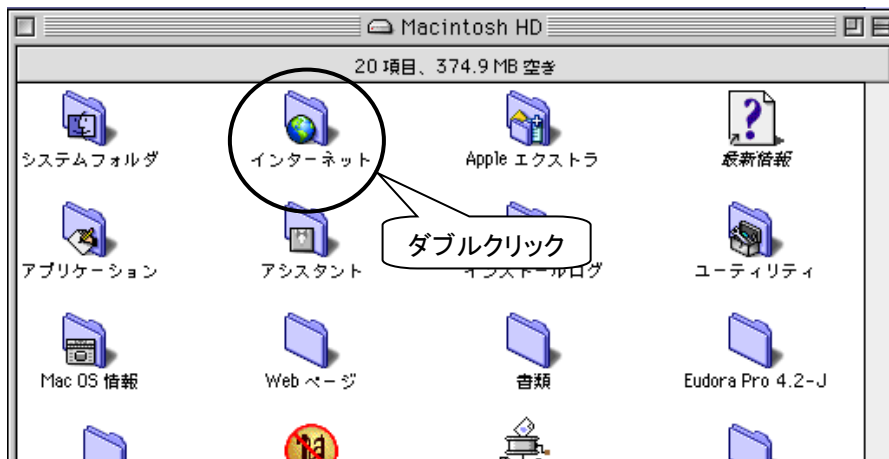 Macintosh HD
20 項目、374.9 MB 空き
システムフォルダ
インターネット
Apple エクストラ
最新情報
ダブルクリック
アプリケーション
アシスタント
インストールログ
ユーティリティ
Mac OS 情報
Web ページ
書類
Eudora Pro 4.2-J